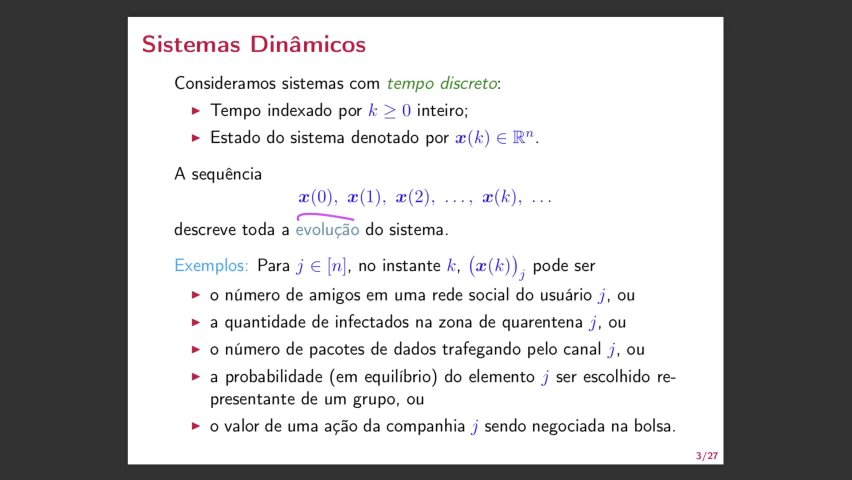 Sistemas Dinâmicos
Consideramos sistemas com tempo discreto:
▶ Tempo indexado por k ≥ 0 inteiro;
▶ Estado do sistema denotado por x(k) ∈ ℝⁿ.
A sequência
x(0), x(1), x(2), ..., x(k), ...
descreve toda a evolução do sistema.
Exemplos: Para j ∈ [n], no instante k, (x(k))ⱼ pode ser
▶ o número de amigos em uma rede social do usuário j, ou
▶ a quantidade de infectados na zona de quarentena j, ou
▶ o número de pacotes de dados trafegando pelo canal j, ou
▶ a probabilidade (em equilíbrio) do elemento j ser escolhido re-
presentante de um grupo, ou
▶ o valor de uma ação da companhia j sendo negociada na bolsa.
3/27